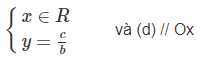 x ∈ R
y = c/b và (d) // Ox